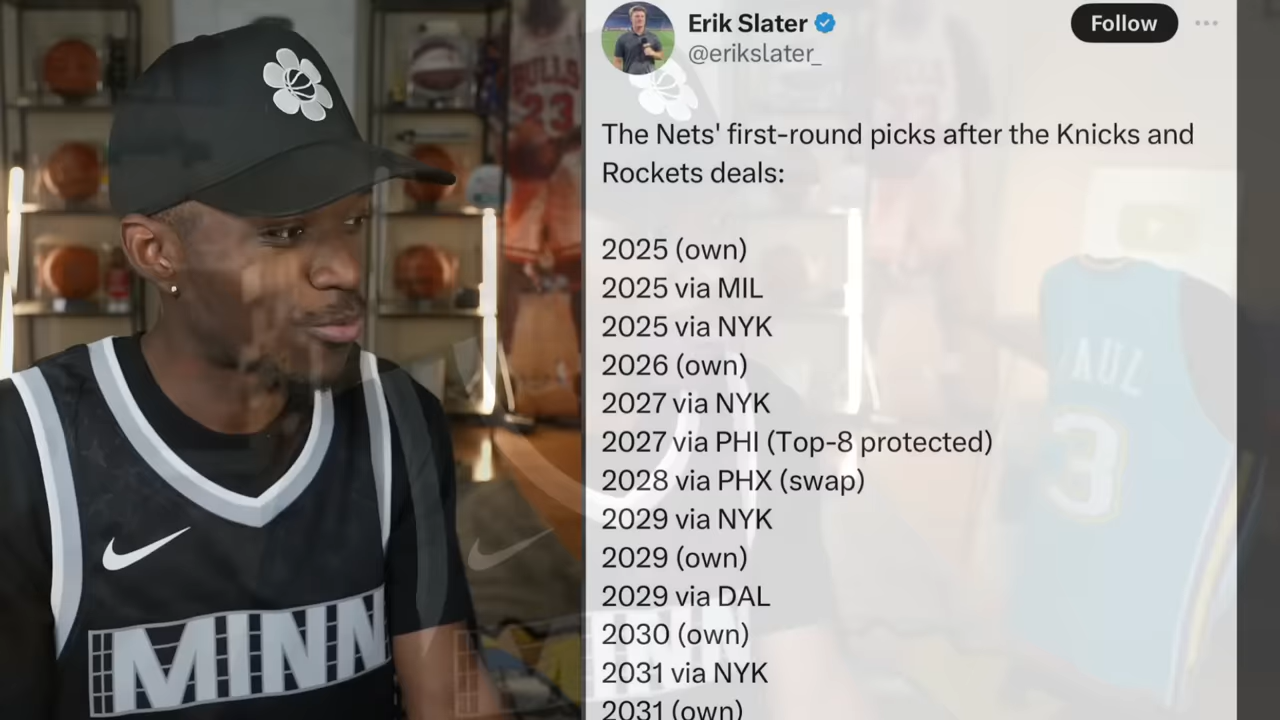 Erik Slater
@erikslater_
Follow
The Nets' first-round picks after the Knicks and
Rockets deals:
2025 (own)
2025 via MIL
2025 via NYK
2026 (own)
2027 via NYK
2027 via PHI (Top-8 protected)
2028 via PHX (swap)
2029 via NYK
2029 (own)
2029 via DAL
2030 (own)
2031 via NYK
2031 (own)
BULLS
23
AUL
3
MINN